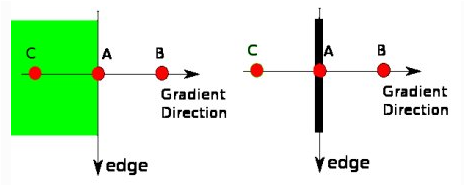 C A B
Gradient
Direction
edge
C A B
Gradient
Direction
edge